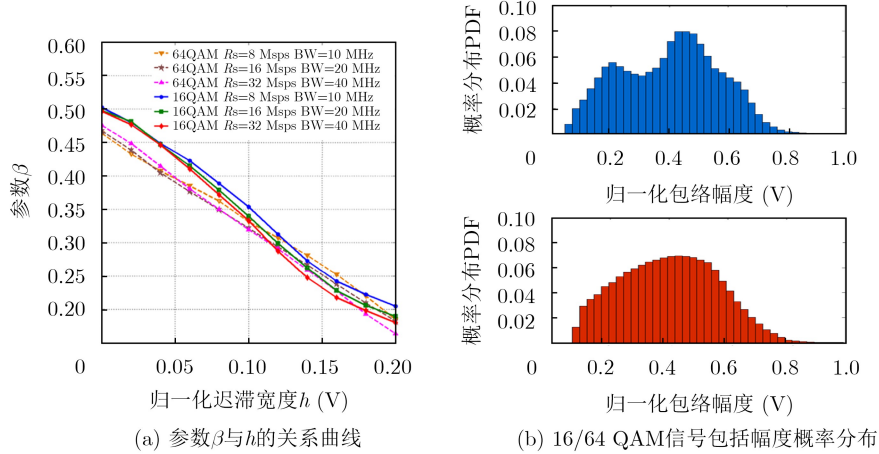 0.60
0.55
0.50
0.45
0.40
0.35
0.30
0.25
0.20
0
0.05
0.10
0.15
0.20
参数β
64QAM Rs=8 Msps BW=10 MHz
64QAM Rs=16 Msps BW=20 MHz
64QAM Rs=32 Msps BW=40 MHz
16QAM Rs=8 Msps BW=10 MHz
16QAM Rs=16 Msps BW=20 MHz
16QAM Rs=32 Msps BW=40 MHz
归一化迟滞宽度h (V)
(a) 参数β与h的关系曲线
0.10
0.08
0.06
0.04
0.02
概率分布PDF
0
0.2
0.4
0.6
0.8
1.0
归一化包络幅度 (V)
0.10
0.08
0.06
0.04
0.02
概率分布PDF
0
0.2
0.4
0.6
0.8
1.0
归一化包络幅度 (V)
(b) 16/64 QAM信号包括幅度概率分布